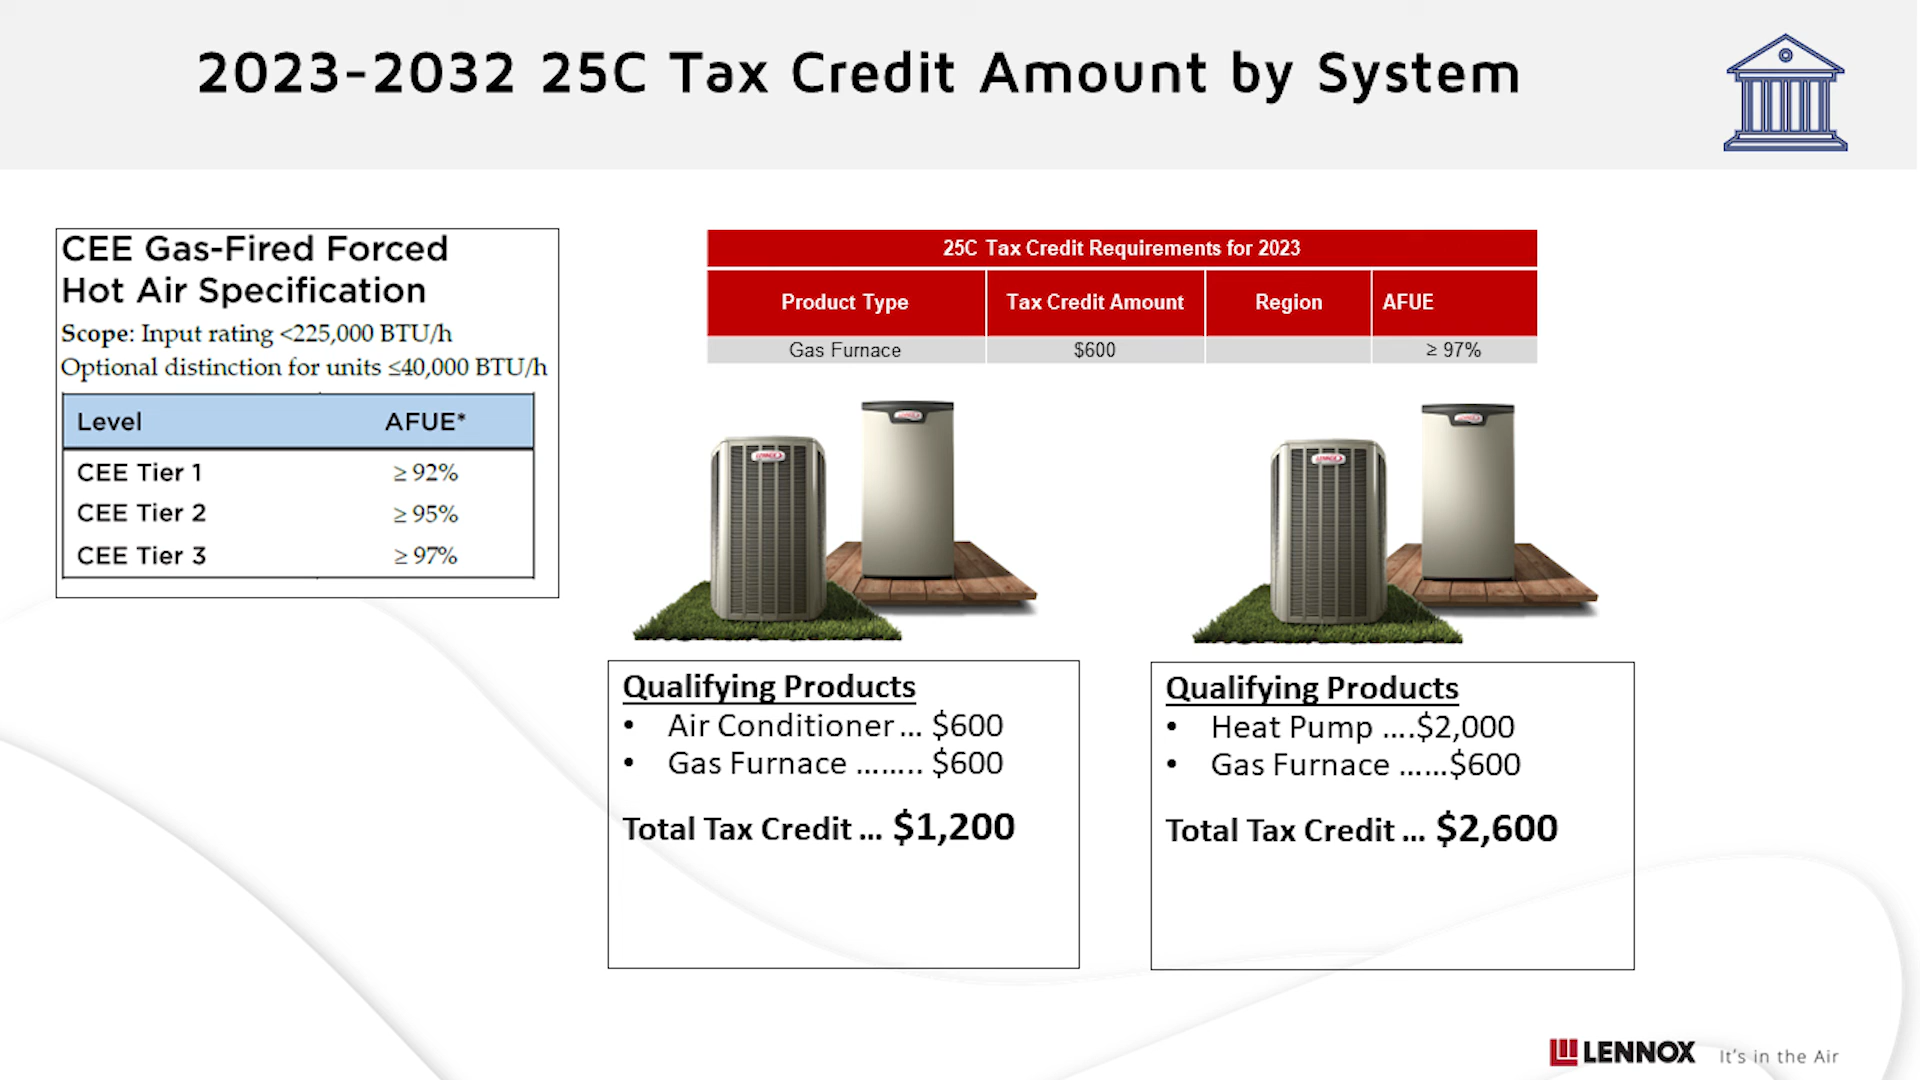 2023-2032 25C Tax Credit Amount by System
CEE Gas-Fired Forced
Hot Air Specification
Scope: Input rating <225,000 BTU/h
Optional distinction for units ≤40,000 BTU/h
Level AFUE*
CEE Tier 1 ≥ 92%
CEE Tier 2 ≥ 95%
CEE Tier 3 ≥ 97%
25C Tax Credit Requirements for 2023
Product Type Tax Credit Amount Region AFUE
Gas Furnace $600 ≥ 97%
LENNOX
LENNOX
LENNOX
LENNOX
Qualifying Products
• Air Conditioner ... $600
• Gas Furnace ........ $600
Total Tax Credit ... $1,200
Qualifying Products
• Heat Pump ....$2,000
• Gas Furnace ......$600
Total Tax Credit ... $2,600
LENNOX It's in the Air